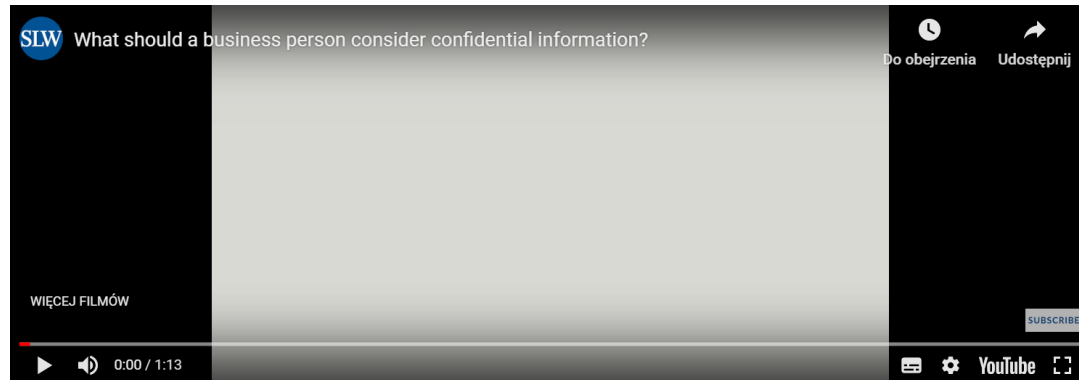 SLW What should a business person consider confidential information?
Do obejrzenia Udostępnij
WIĘCEJ FILMÓW
SUBSCRIBE
0:00 / 1:13 YouTube